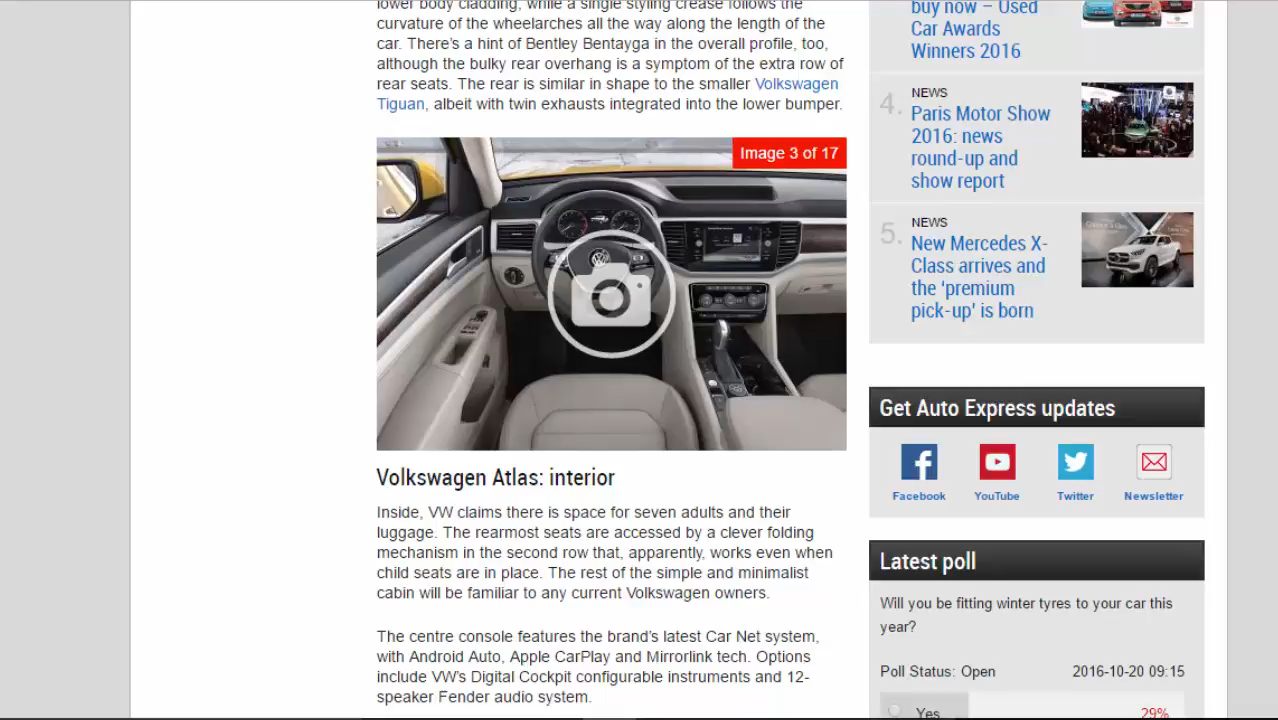 lower body cladding, while a single styling crease follows the
curvature of the wheelarches all the way along the length of the
car. There's a hint of Bentley Bentayga in the overall profile, too,
although the bulky rear overhang is a symptom of the extra row of
rear seats. The rear is similar in shape to the smaller Volkswagen
Tiguan, albeit with twin exhausts integrated into the lower bumper.
Image 3 of 17
Volkswagen Atlas: interior
Inside, VW claims there is space for seven adults and their
luggage. The rearmost seats are accessed by a clever folding
mechanism in the second row that, apparently, works even when
child seats are in place. The rest of the simple and minimalist
cabin will be familiar to any current Volkswagen owners.
The centre console features the brand's latest Car Net system,
with Android Auto, Apple CarPlay and Mirrorlink tech. Options
include VW's Digital Cockpit configurable instruments and 12-
speaker Fender audio system.
buy now – Used
Car Awards
Winners 2016
4.
NEWS
Paris Motor Show
2016: news
round-up and
show report
5.
NEWS
New Mercedes X-
Class arrives and
the ‘premium
pick-up’ is born
Get Auto Express updates
Facebook
YouTube
Twitter
Newsletter
Latest poll
Will you be fitting winter tyres to your car this
year?
Poll Status: Open 2016-10-20 09:15
Yes 29%